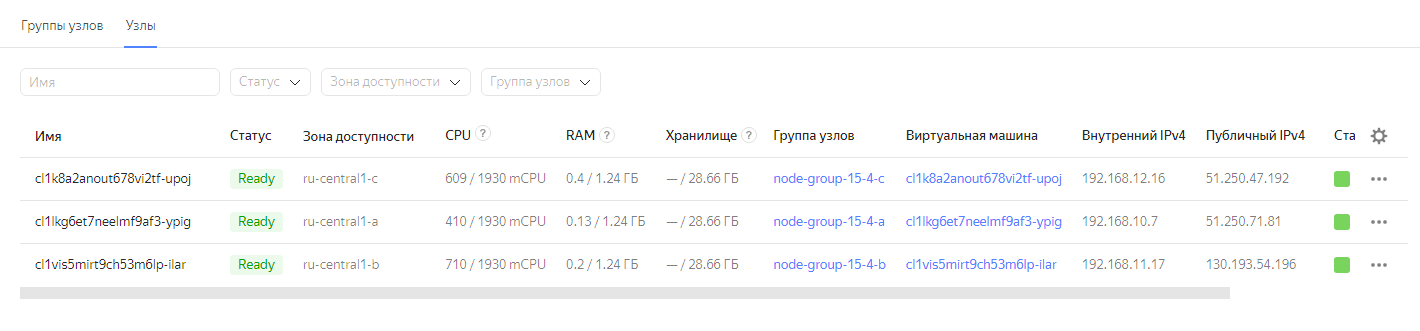 Группы узлов Узлы
Имя Статус Зона доступности Группа узлов
Имя Статус Зона доступности CPU ? RAM ? Хранилище ? Группа узлов Виртуальная машина Внутренний IPv4 Публичный IPv4 Ста
cl1k8a2anout678vi2tf-upoj Ready ru-central1-c 609 / 1930 mCPU 0.4 / 1.24 ГБ — / 28.66 ГБ node-group-15-4-c cl1k8a2anout678vi2tf-upoj 192.168.12.16 51.250.47.192
cl1lkg6et7neelmf9af3-ypig Ready ru-central1-a 410 / 1930 mCPU 0.13 / 1.24 ГБ — / 28.66 ГБ node-group-15-4-a cl1lkg6et7neelmf9af3-ypig 192.168.10.7 51.250.71.81
cl1vis5mirt9ch53m6lp-ilar Ready ru-central1-b 710 / 1930 mCPU 0.2 / 1.24 ГБ — / 28.66 ГБ node-group-15-4-b cl1vis5mirt9ch53m6lp-ilar 192.168.11.17 130.193.54.196